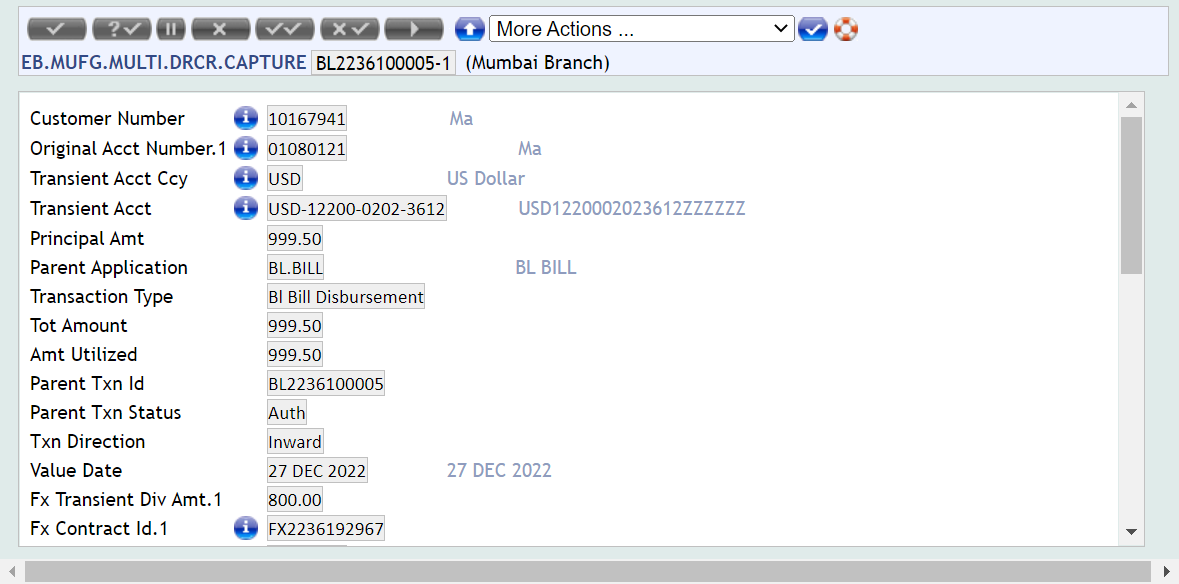 More Actions ...
EB.MUFG.MULTI.DRCR.CAPTURE BL2236100005-1 (Mumbai Branch)
Customer Number 10167941 Ma
Original Acct Number.1 01080121 Ma
Transient Acct Ccy USD US Dollar
Transient Acct USD-12200-0202-3612 USD1220002023612ZZZZZZ
Principal Amt 999.50
Parent Application BL.BILL BL BILL
Transaction Type Bl Bill Disbursement
Tot Amount 999.50
Amt Utilized 999.50
Parent Txn Id BL2236100005
Parent Txn Status Auth
Txn Direction Inward
Value Date 27 DEC 2022 27 DEC 2022
Fx Transient Div Amt.1 800.00
Fx Contract Id.1 FX2236192967